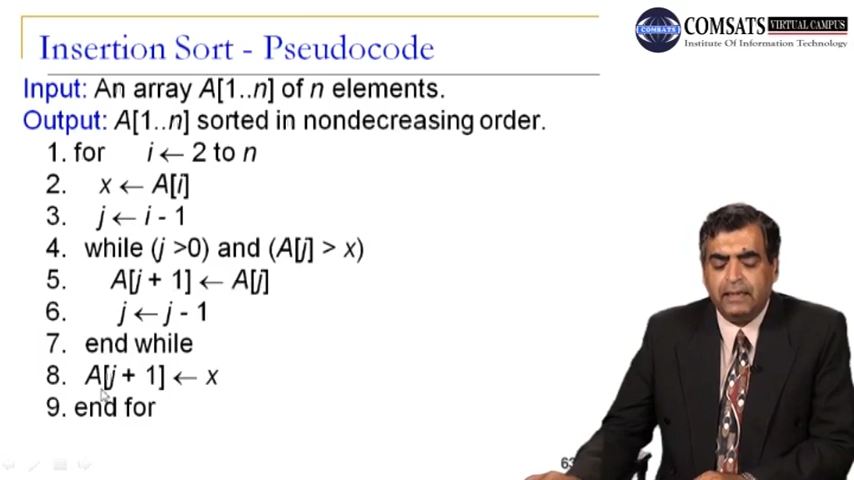 COMSATS VIRTUAL CAMPUS
COMSATS
Institute Of Information Technology
Insertion Sort - Pseudocode
Input: An array A[1..n] of n elements.
Output: A[1..n] sorted in nondecreasing order.
1. for i ← 2 to n
2. x ← A[i]
3. j ← i - 1
4. while (j >0) and (A[j] > x)
5. A[j + 1] ← A[j]
6. j ← j - 1
7. end while
8. A[j + 1] ← x
9. end for
63